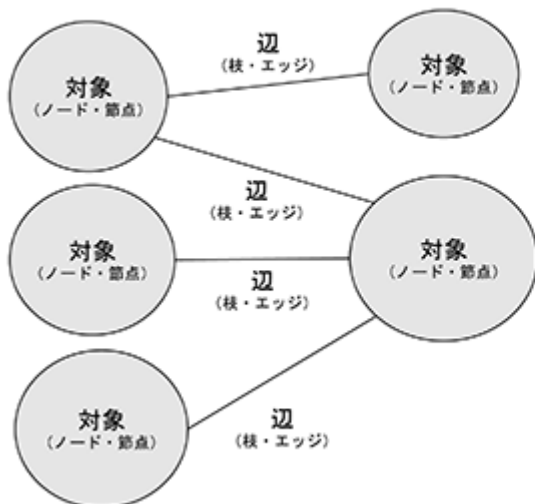 辺
(枝・エッジ)
対象
(ノード・節点)
対象
(ノード・節点)
辺
(枝・エッジ)
対象
(ノード・節点)
対象
(ノード・節点)
辺
(枝・エッジ)
対象
(ノード・節点)
辺
(枝・エッジ)